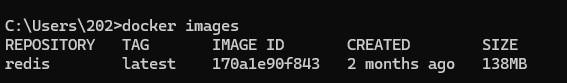 C:\Users\202>docker images
REPOSITORY   TAG       IMAGE ID       CREATED        SIZE
redis        latest    170a1e90f843   2 months ago   138MB